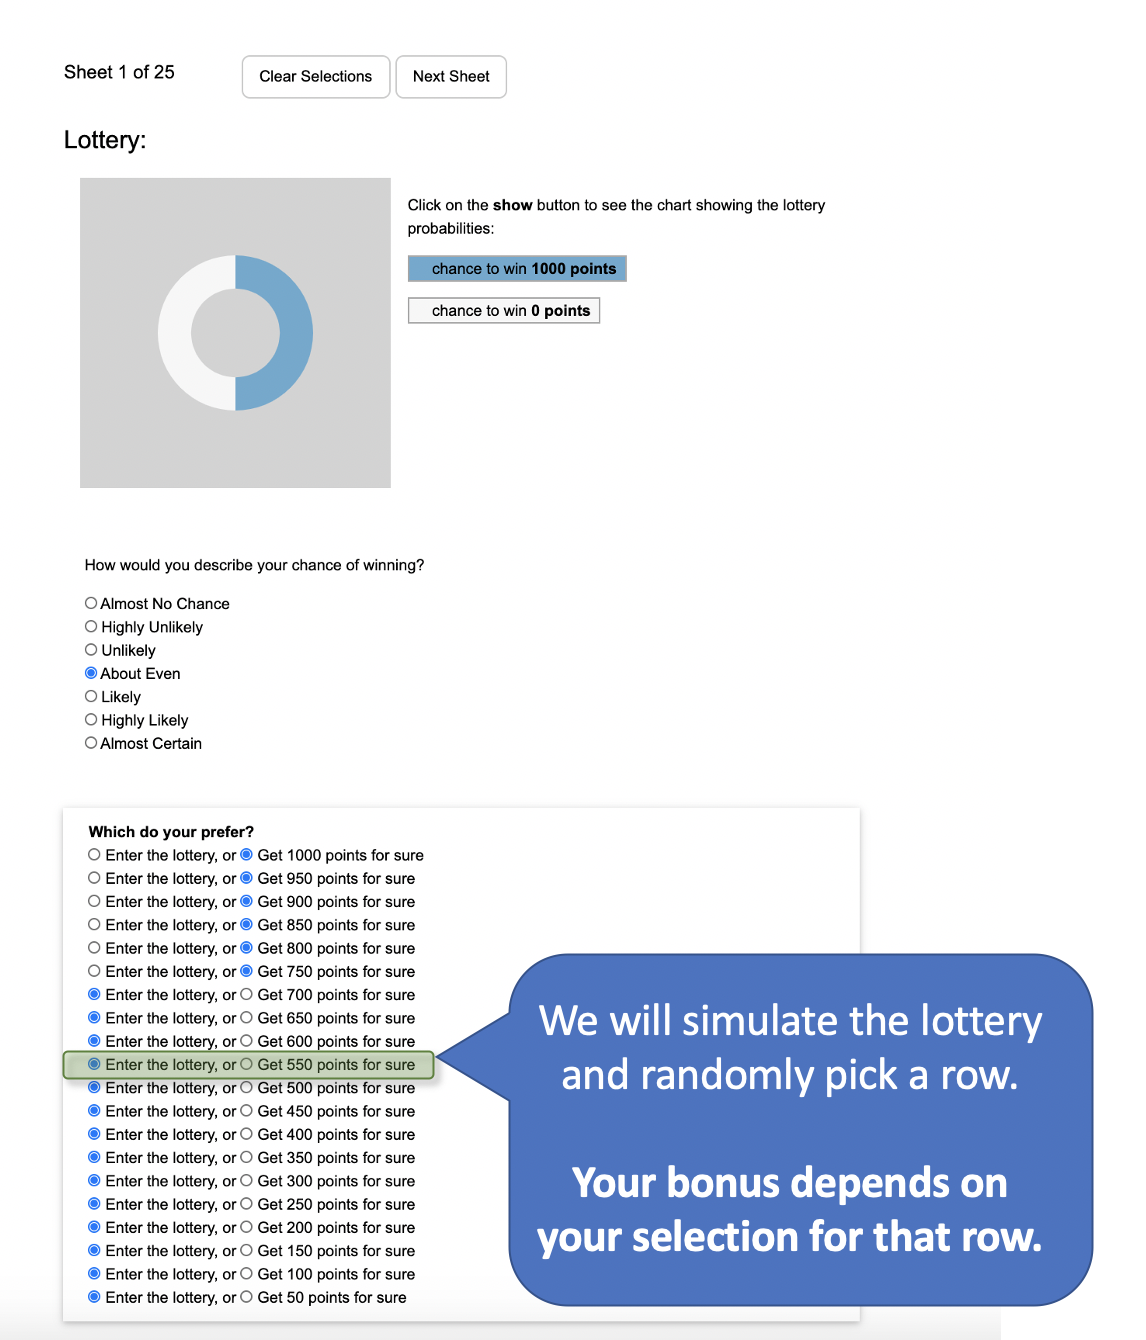 Sheet 1 of 25
Clear Selections
Next Sheet
Lottery:
Click on the show button to see the chart showing the lottery
probabilities:
chance to win 1000 points
chance to win 0 points
How would you describe your chance of winning?
Almost No Chance
Highly Unlikely
Unlikely
About Even
Likely
Highly Likely
Almost Certain
Which do your prefer?
Enter the lottery, or Get 1000 points for sure
Enter the lottery, or Get 950 points for sure
Enter the lottery, or Get 900 points for sure
Enter the lottery, or Get 850 points for sure
Enter the lottery, or Get 800 points for sure
Enter the lottery, or Get 750 points for sure
Enter the lottery, or Get 700 points for sure
Enter the lottery, or Get 650 points for sure
Enter the lottery, or Get 600 points for sure
Enter the lottery, or Get 550 points for sure
Enter the lottery, or Get 500 points for sure
Enter the lottery, or Get 450 points for sure
Enter the lottery, or Get 400 points for sure
Enter the lottery, or Get 350 points for sure
Enter the lottery, or Get 300 points for sure
Enter the lottery, or Get 250 points for sure
Enter the lottery, or Get 200 points for sure
Enter the lottery, or Get 150 points for sure
Enter the lottery, or Get 100 points for sure
Enter the lottery, or Get 50 points for sure
We will simulate the lottery
and randomly pick a row.
Your bonus depends on
your selection for that row.